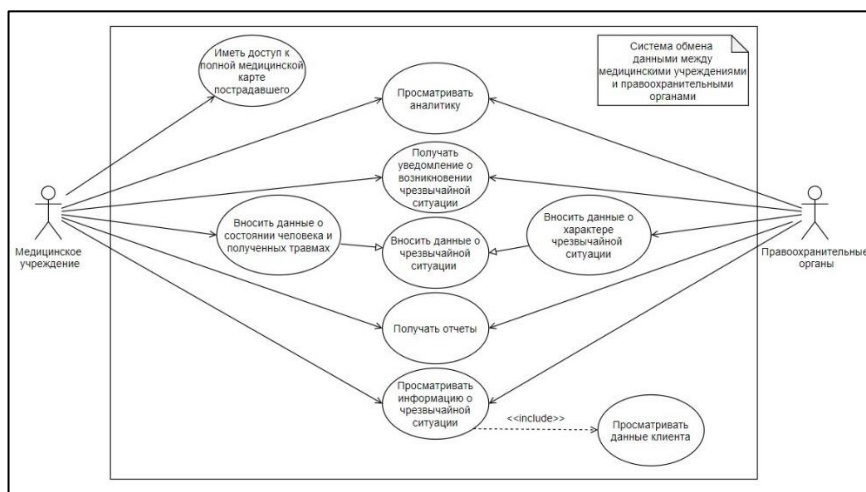 Иметь доступ к
полной медицинской
карте
пострадавшего
Система обмена
данными между
медицинскими учреждениями
и правоохранительными
органами
Просматривать
аналитику
Получать
уведомление о
возникновении
чрезвычайной
ситуации
Вносить данные о
состоянии человека и
полученных травмах
Вносить данные о
чрезвычайной
ситуации
Вносить данные о
характере
чрезвычайной
ситуации
Медицинское
учреждение
Правоохранительные
органы
Получать отчеты
Просматривать
информацию о
чрезвычайной
ситуации
<<include>>
Просматривать
данные клиента